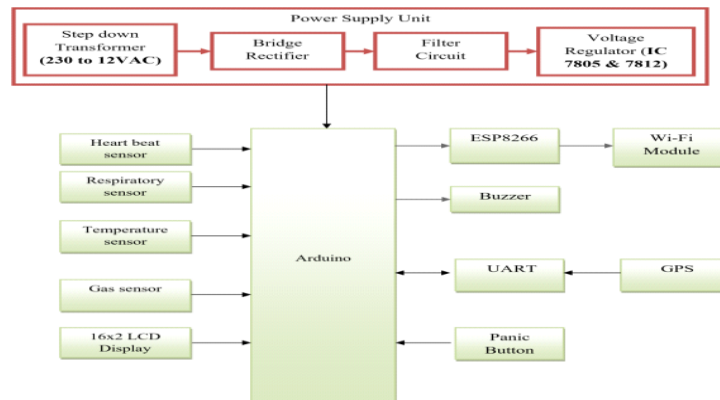 Power Supply Unit
Step down
Transformer
(230 to 12VAC)
Bridge
Rectifier
Filter
Circuit
Voltage
Regulator (IC
7805 & 7812)
Heart beat
sensor
Respiratory
sensor
Temperature
sensor
Gas sensor
16x2 LCD
Display
Arduino
ESP8266
Wi-Fi
Module
Buzzer
UART
GPS
Panic
Button